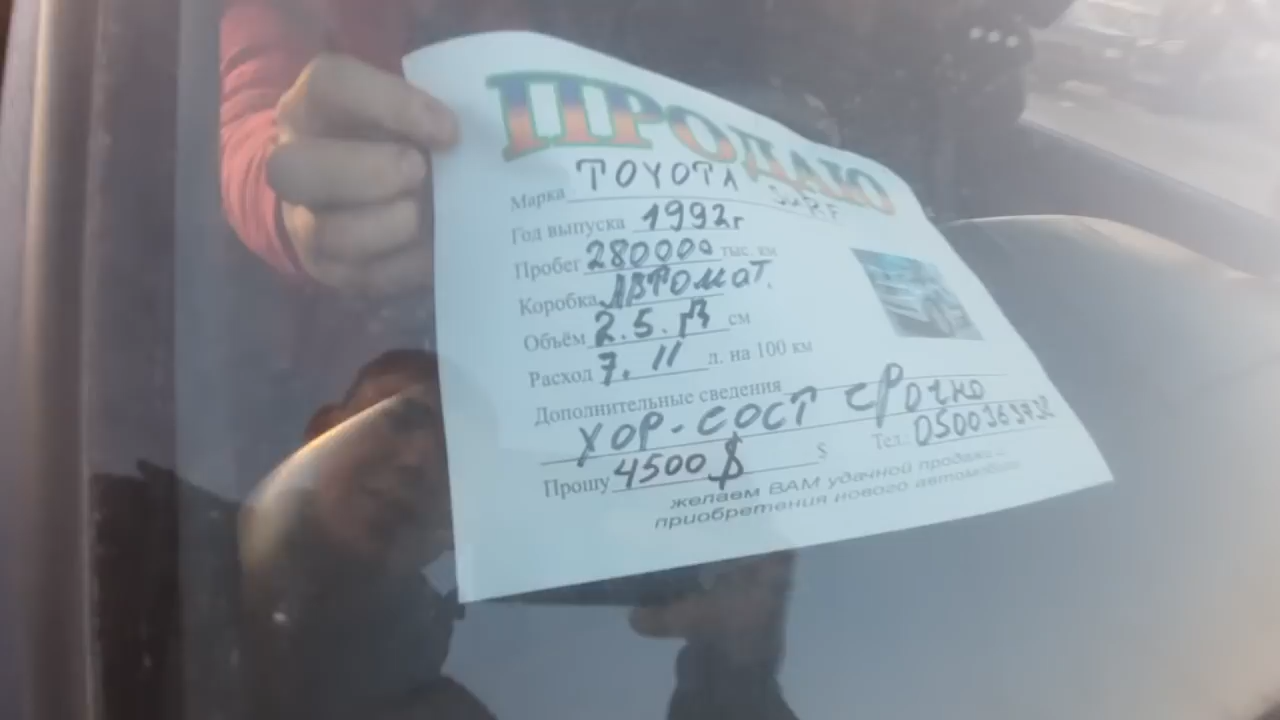 ПРОДАЮ
Марка TOYOTA SURF
Год выпуска 1992г
Пробег 280000 тыс. км
Коробка АВТОМАТ.
Объём 2.5. Д см
Расход 7. 11 л. на 100 км
Дополнительные сведения
ХОР-СОСТ СРОЧНО
Прошу 4500$ $ Тел.:
желаем ВАМ удачной продажи
приобретения нового автомобиля